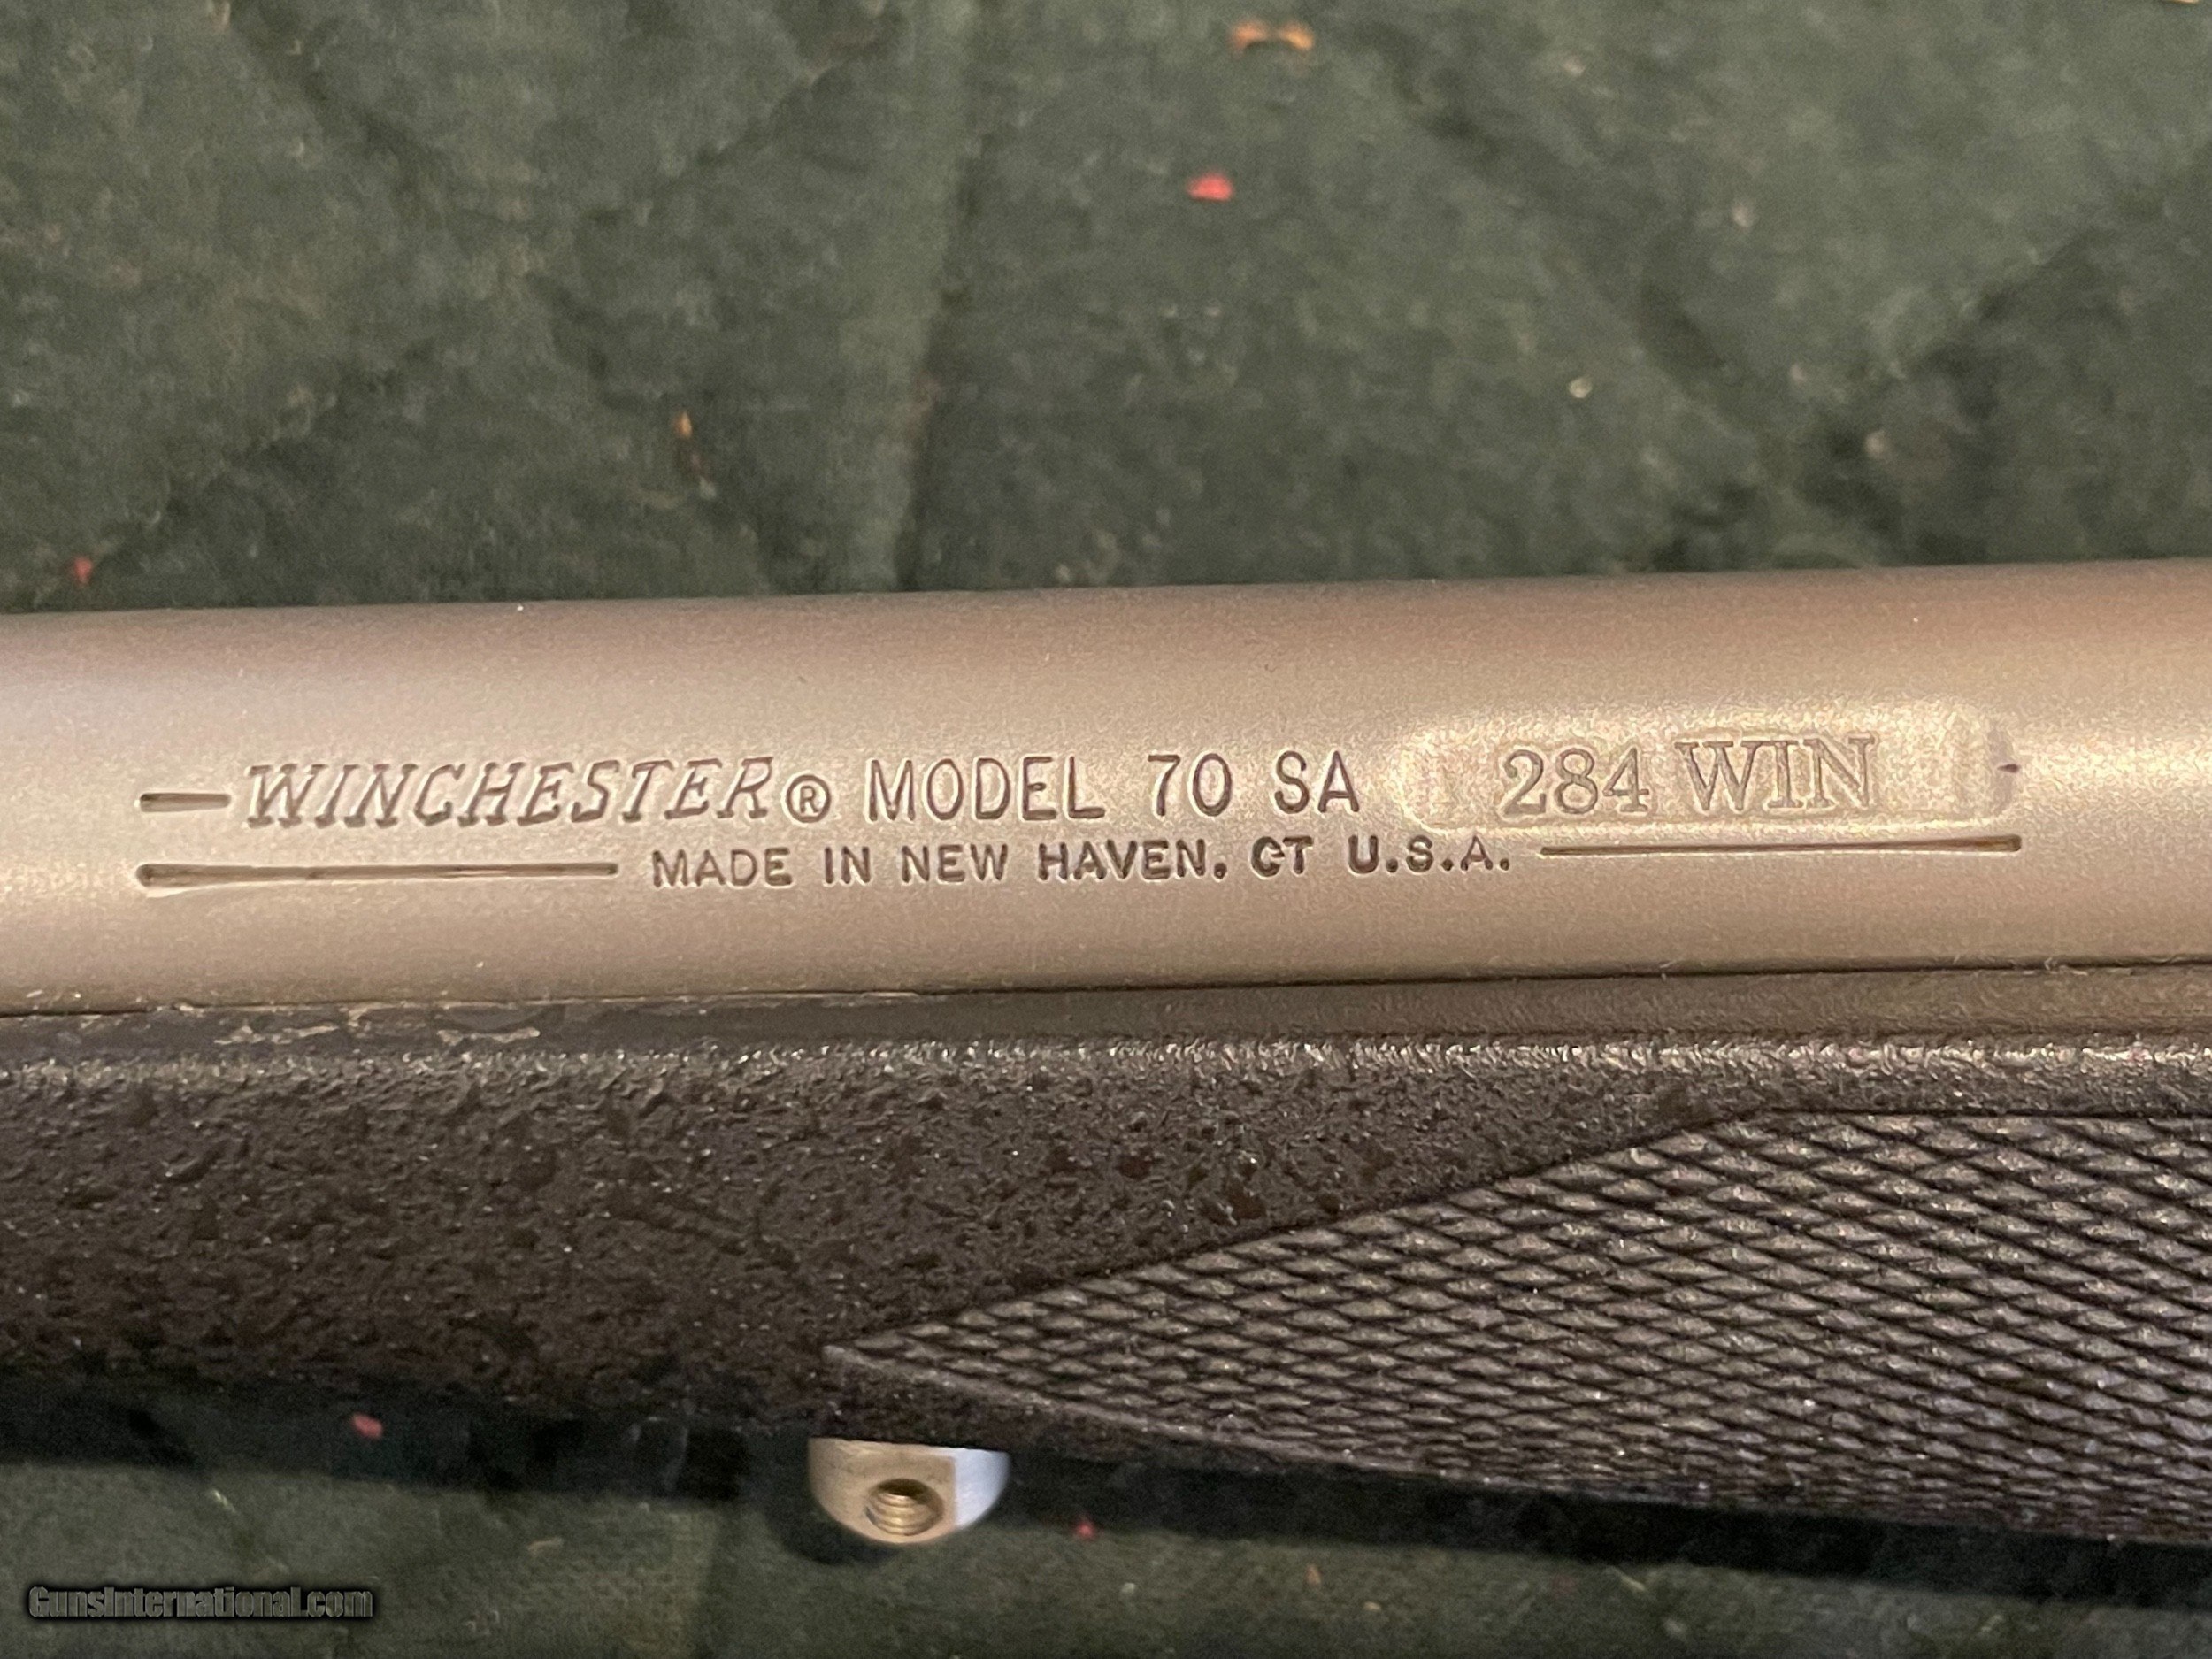 WINCHESTER® MODEL 70 SA 284 WIN
MADE IN NEW HAVEN, CT U.S.A.
GunsInternational.com